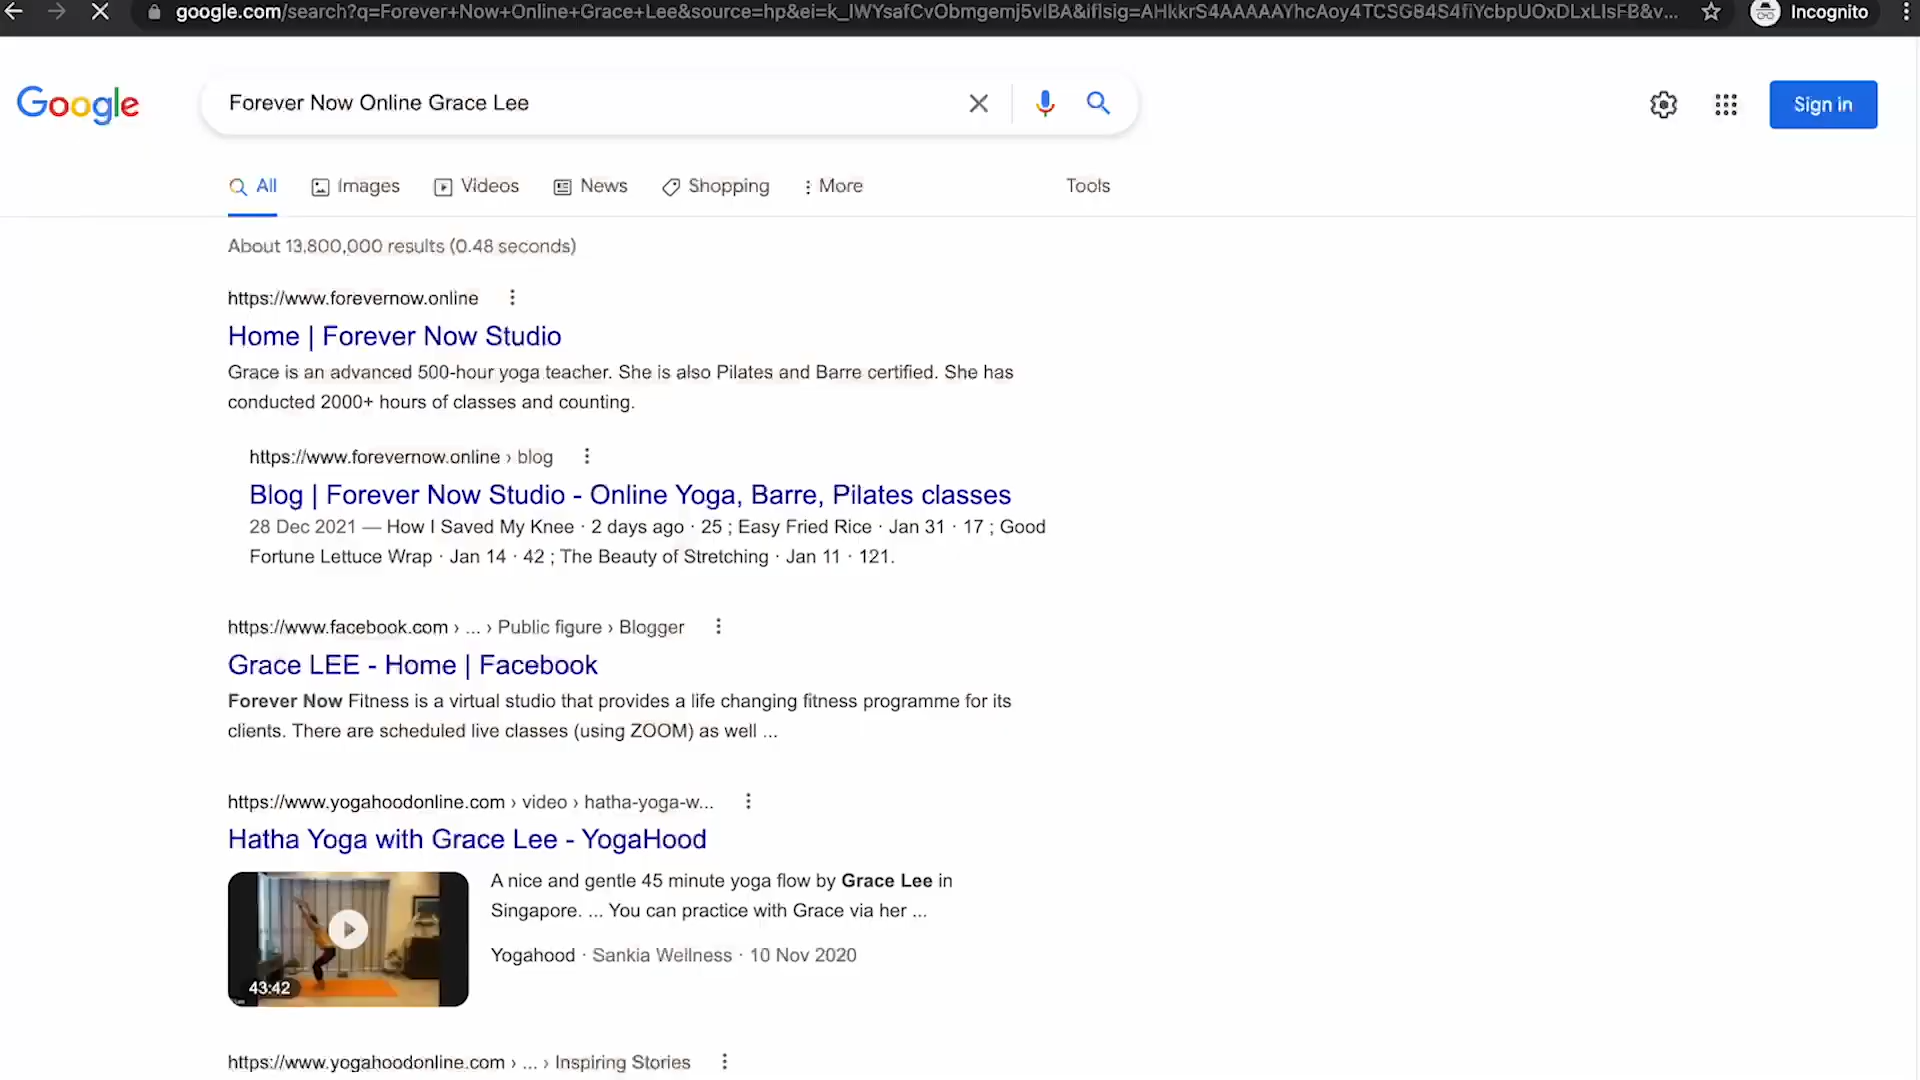 google.com/search?q=Forever+Now+Online+Grace+Lee&source=hp&ei=k_IWYsafCvObmgemj5vIBA&iflsig=AHkkrS4AAAAAYhcAoy4TCSGB4S4fiYcbpUOxDLxLIsFB&v...
Incognito
Google
Forever Now Online Grace Lee
Sign in
All
Images
Videos
News
Shopping
More
Tools
About 13,800,000 results (0.48 seconds)
https://www.forevernow.online
Home | Forever Now Studio
Grace is an advanced 500-hour yoga teacher. She is also Pilates and Barre certified. She has
conducted 2000+ hours of classes and counting.
https://www.forevernow.online › blog
Blog | Forever Now Studio - Online Yoga, Barre, Pilates classes
28 Dec 2021 — How I Saved My Knee · 2 days ago · 25 ; Easy Fried Rice · Jan 31 · 17 ; Good
Fortune Lettuce Wrap · Jan 14 · 42 ; The Beauty of Stretching · Jan 11 · 121.
https://www.facebook.com › ... › Public figure › Blogger
Grace LEE - Home | Facebook
Forever Now Fitness is a virtual studio that provides a life changing fitness programme for its
clients. There are scheduled live classes (using ZOOM) as well ...
https://www.yogahoodonline.com › video › hatha-yoga-w...
Hatha Yoga with Grace Lee - YogaHood
A nice and gentle 45 minute yoga flow by Grace Lee in
Singapore. ... You can practice with Grace via her ...
Yogahood · Sankia Wellness · 10 Nov 2020
43:42
https://www.yogahoodonline.com › ... › Inspiring Stories